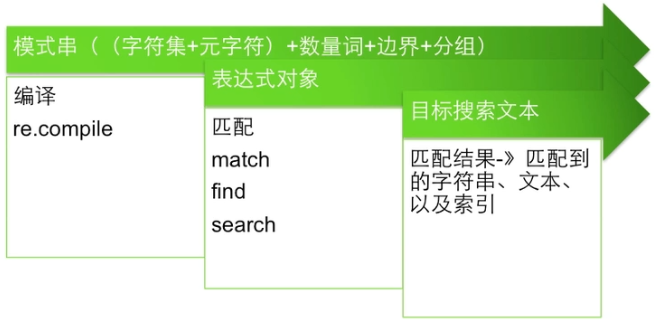 模式串（（字符集+元字符）+数量词+边界+分组）
编译
re.compile
表达式对象
匹配
match
find
search
目标搜索文本
匹配结果-》匹配到
的字符串、文本、
以及索引